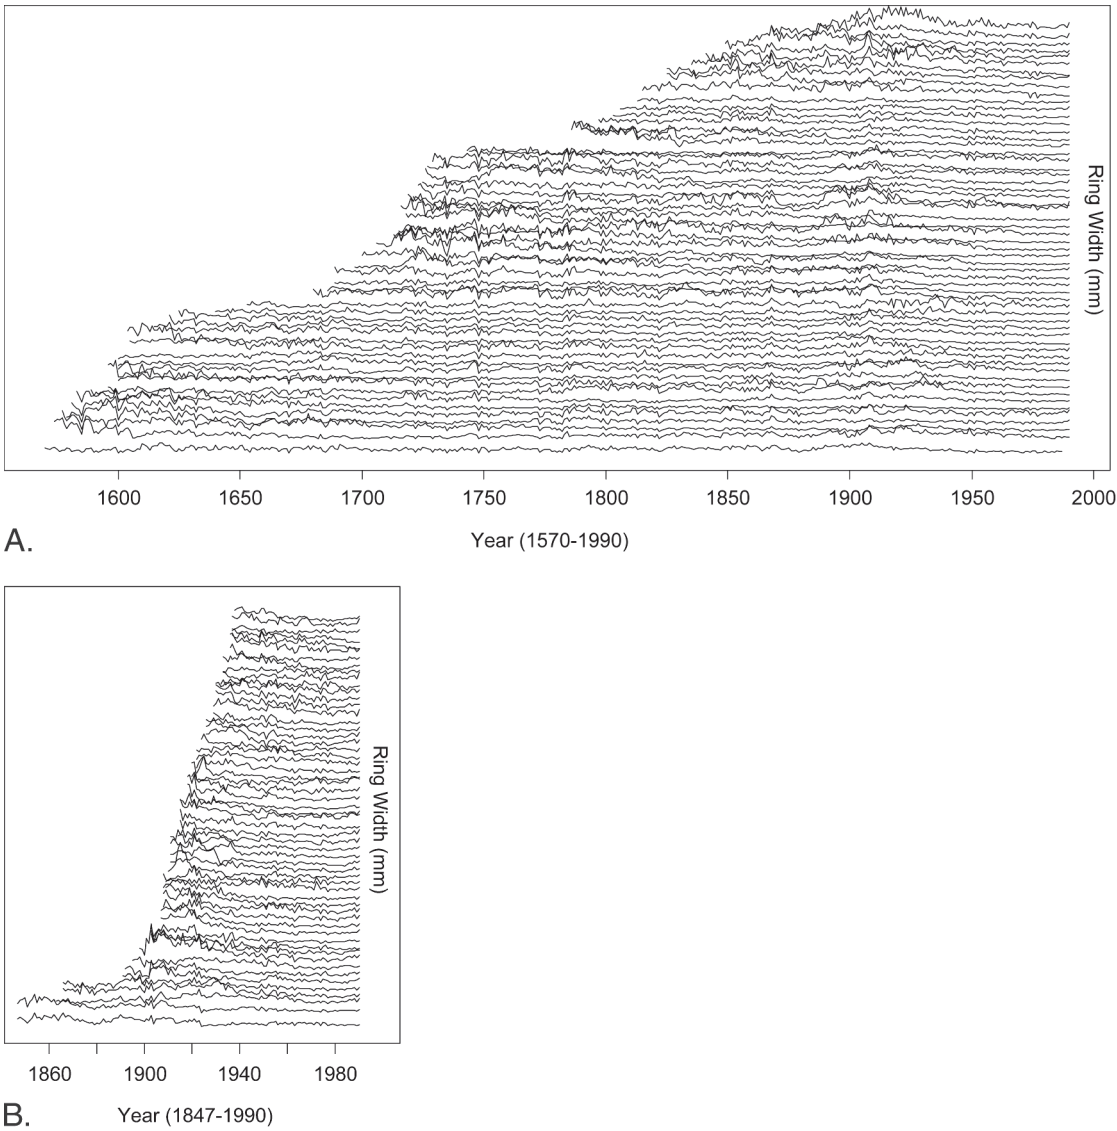 Ring Width (mm)
1600 1650 1700 1750 1800 1850 1900 1950 2000
A.
Year (1570-1990)
Ring Width (mm)
1860 1900 1940 1980
B.
Year (1847-1990)